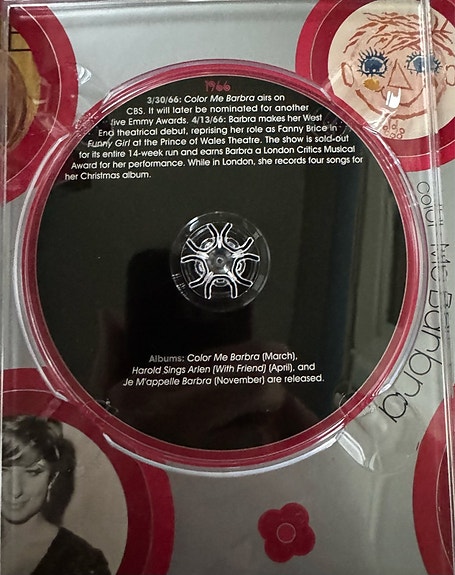 1966
3/30/66: Color Me Barbra airs on
CBS. It will later be nominated for another
five Emmy Awards. 4/13/66: Barbra makes her West
End theatrical debut, reprising her role as Fanny Brice in
Funny Girl at the Prince of Wales Theatre. The show is sold-out
for its entire 14-week run and earns Barbra a London Critics Musical
Award for her performance. While in London, she records four songs for
her Christmas album.
Albums: Color Me Barbra (March),
Harold Sings Arlen (With Friend) (April), and
Je M'appelle Barbra (November) are released.
Color Me Barbra